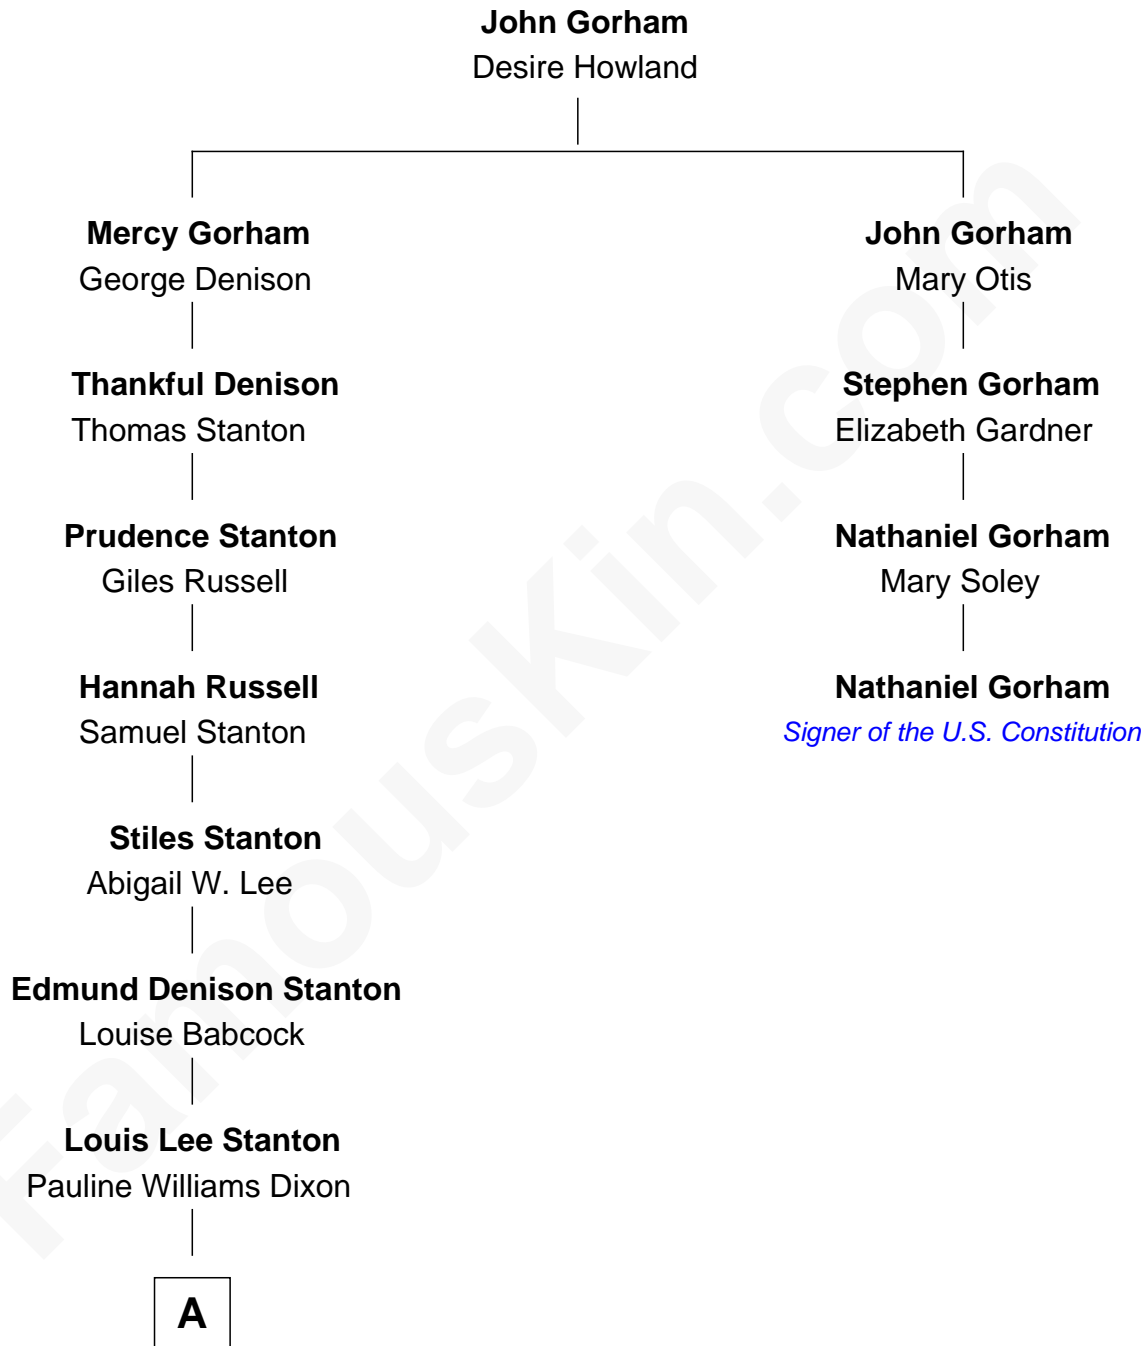 John Gorham
Desire Howland
Mercy Gorham
George Denison
John Gorham
Mary Otis
Thankful Denison
Thomas Stanton
Stephen Gorham
Elizabeth Gardner
Prudence Stanton
Giles Russell
Nathaniel Gorham
Mary Soley
Hannah Russell
Samuel Stanton
Nathaniel Gorham
Signer of the U.S. Constitution
Stiles Stanton
Abigail W. Lee
Edmund Denison Stanton
Louise Babcock
Louis Lee Stanton
Pauline Williams Dixon
A
FamousKin.com